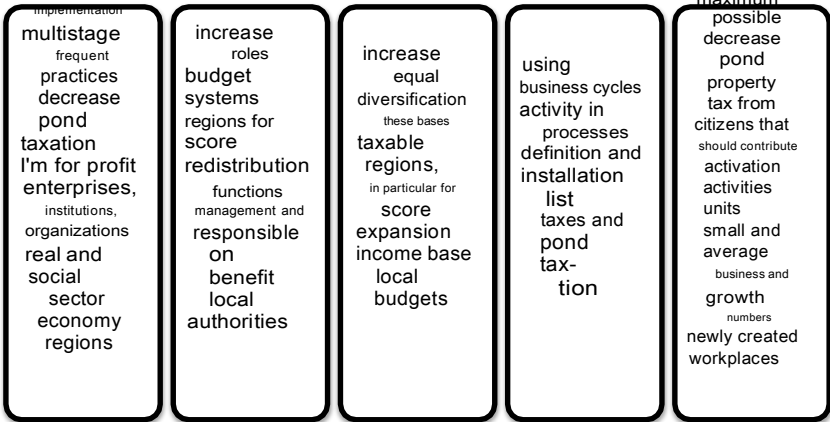 implementation
multistage
frequent
practices
decrease
pond
taxation
I'm for profit
enterprises,
institutions,
organizations
real and
social
sector
economy
regions
increase
roles
budget
systems
regions for
score
redistribution
functions
management and
responsible
on
benefit
local
authorities
increase
equal
diversification
these bases
taxable
regions,
in particular for
score
expansion
income base
local
budgets
using
business cycles
activity in
processes
definition and
installation
list
taxes and
pond
tax-
tion
maximum
possible
decrease
pond
property
tax from
citizens that
should contribute
activation
activities
units
small and
average
business and
growth
numbers
newly created
workplaces